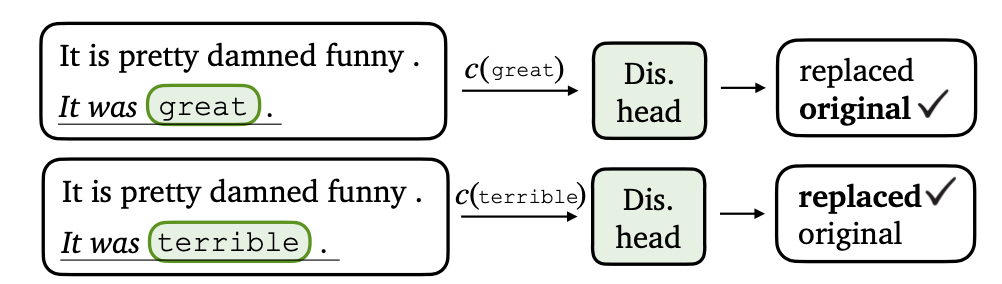 It is pretty damned funny .
It was great .
c(great)
Dis.
head
replaced
original ✓
It is pretty damned funny .
It was terrible .
c(terrible)
Dis.
head
replaced ✓
original